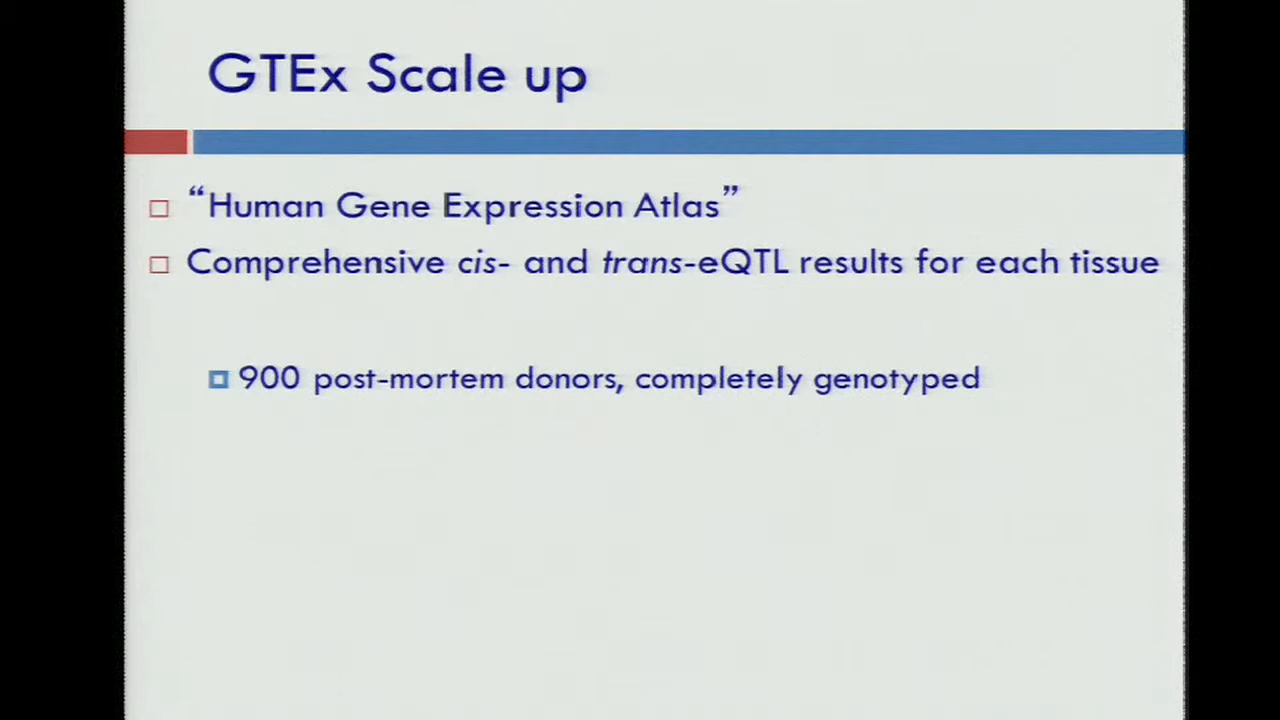 GTEx Scale up
“Human Gene Expression Atlas”
Comprehensive cis- and trans-eQTL results for each tissue
900 post-mortem donors, completely genotyped